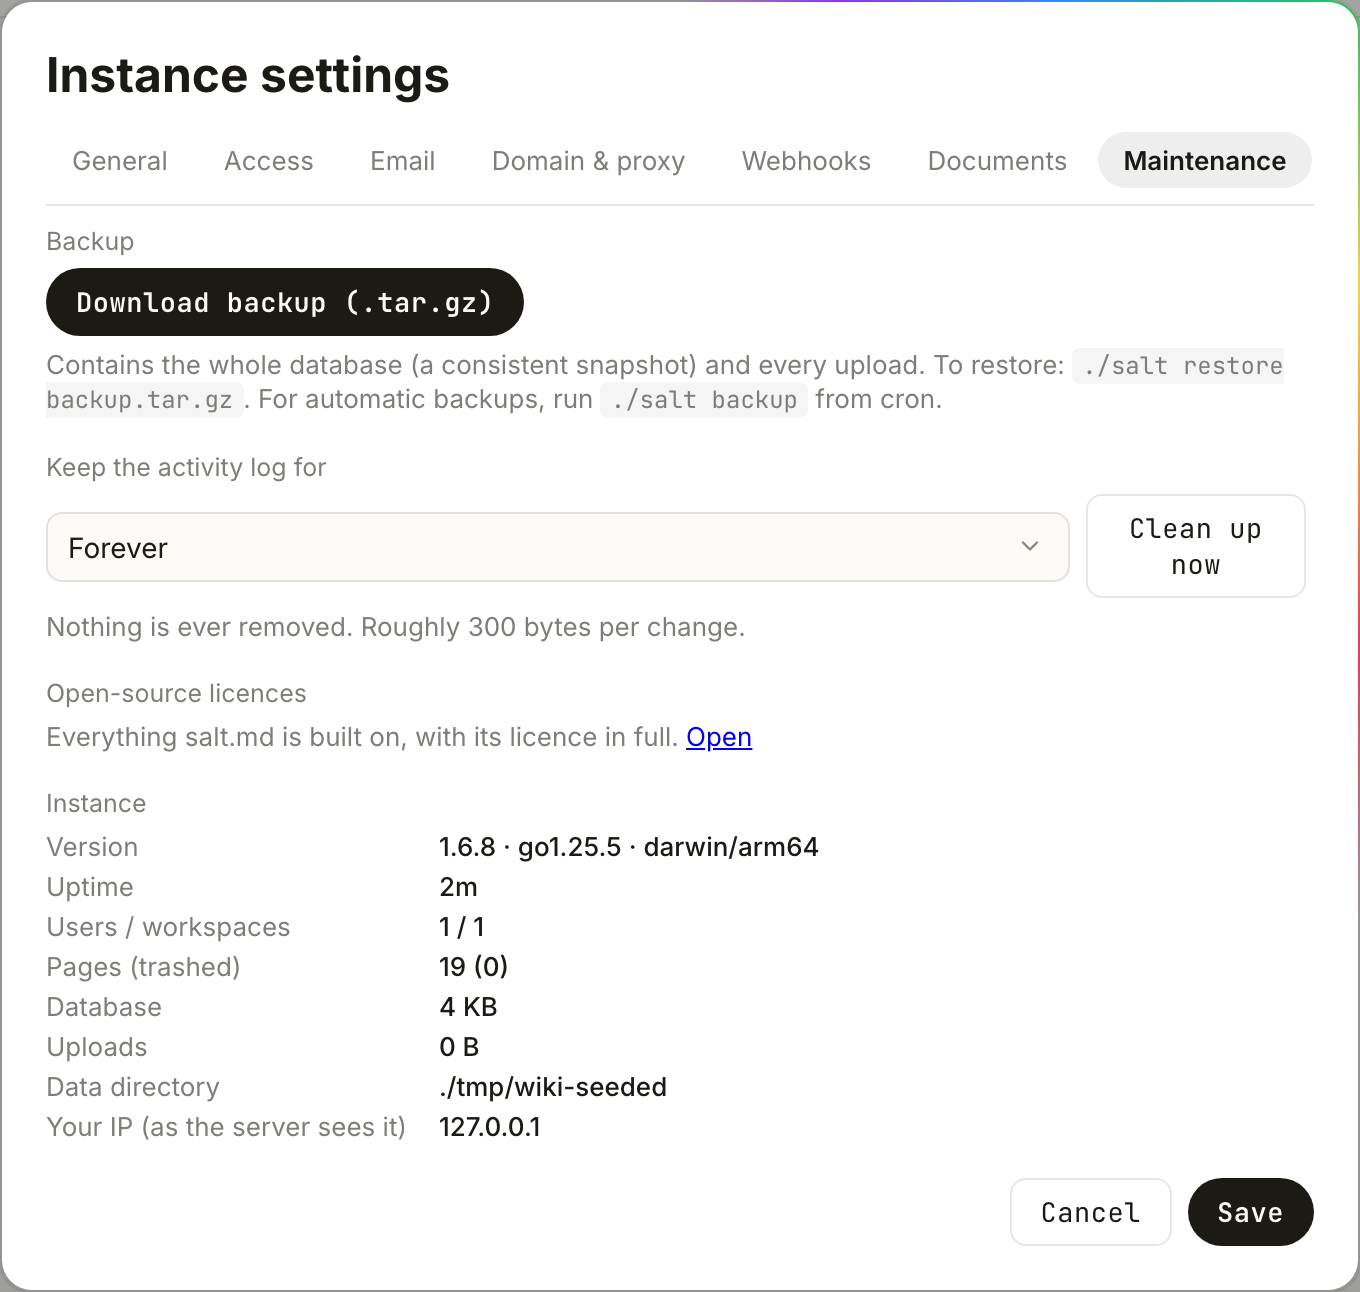 Instance settings
General Access Email Domain & proxy Webhooks Documents Maintenance
Backup
Download backup (.tar.gz)
Contains the whole database (a consistent snapshot) and every upload. To restore: ./salt restore
backup.tar.gz . For automatic backups, run ./salt backup from cron.
Keep the activity log for
Forever
Clean up
now
Nothing is ever removed. Roughly 300 bytes per change.
Open-source licences
Everything salt.md is built on, with its licence in full. Open
Instance
Version 1.6.8 · go1.25.5 · darwin/arm64
Uptime 2m
Users / workspaces 1 / 1
Pages (trashed) 19 (0)
Database 4 KB
Uploads 0 B
Data directory ./tmp/wiki-seeded
Your IP (as the server sees it) 127.0.0.1
Cancel Save